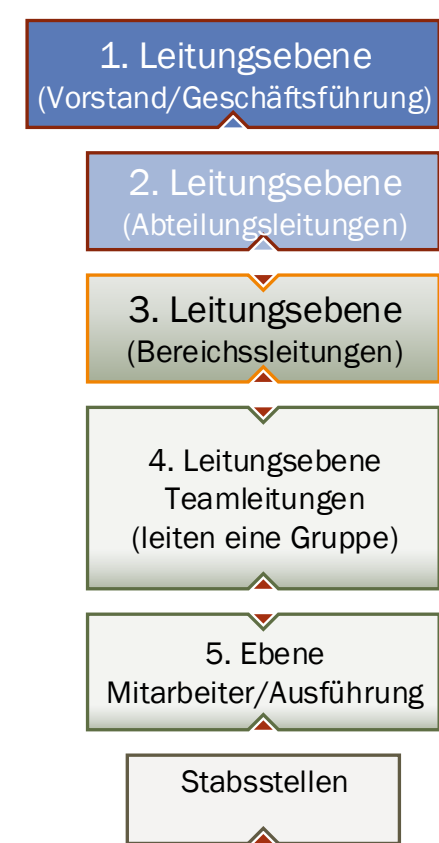 1. Leitungsebene
(Vorstand/Geschäftsführung)
2. Leitungsebene
(Abteilungsleitungen)
3. Leitungsebene
(Bereichssleitungen)
4. Leitungsebene
Teamleitungen
(leiten eine Gruppe)
5. Ebene
Mitarbeiter/Ausführung
Stabsstellen